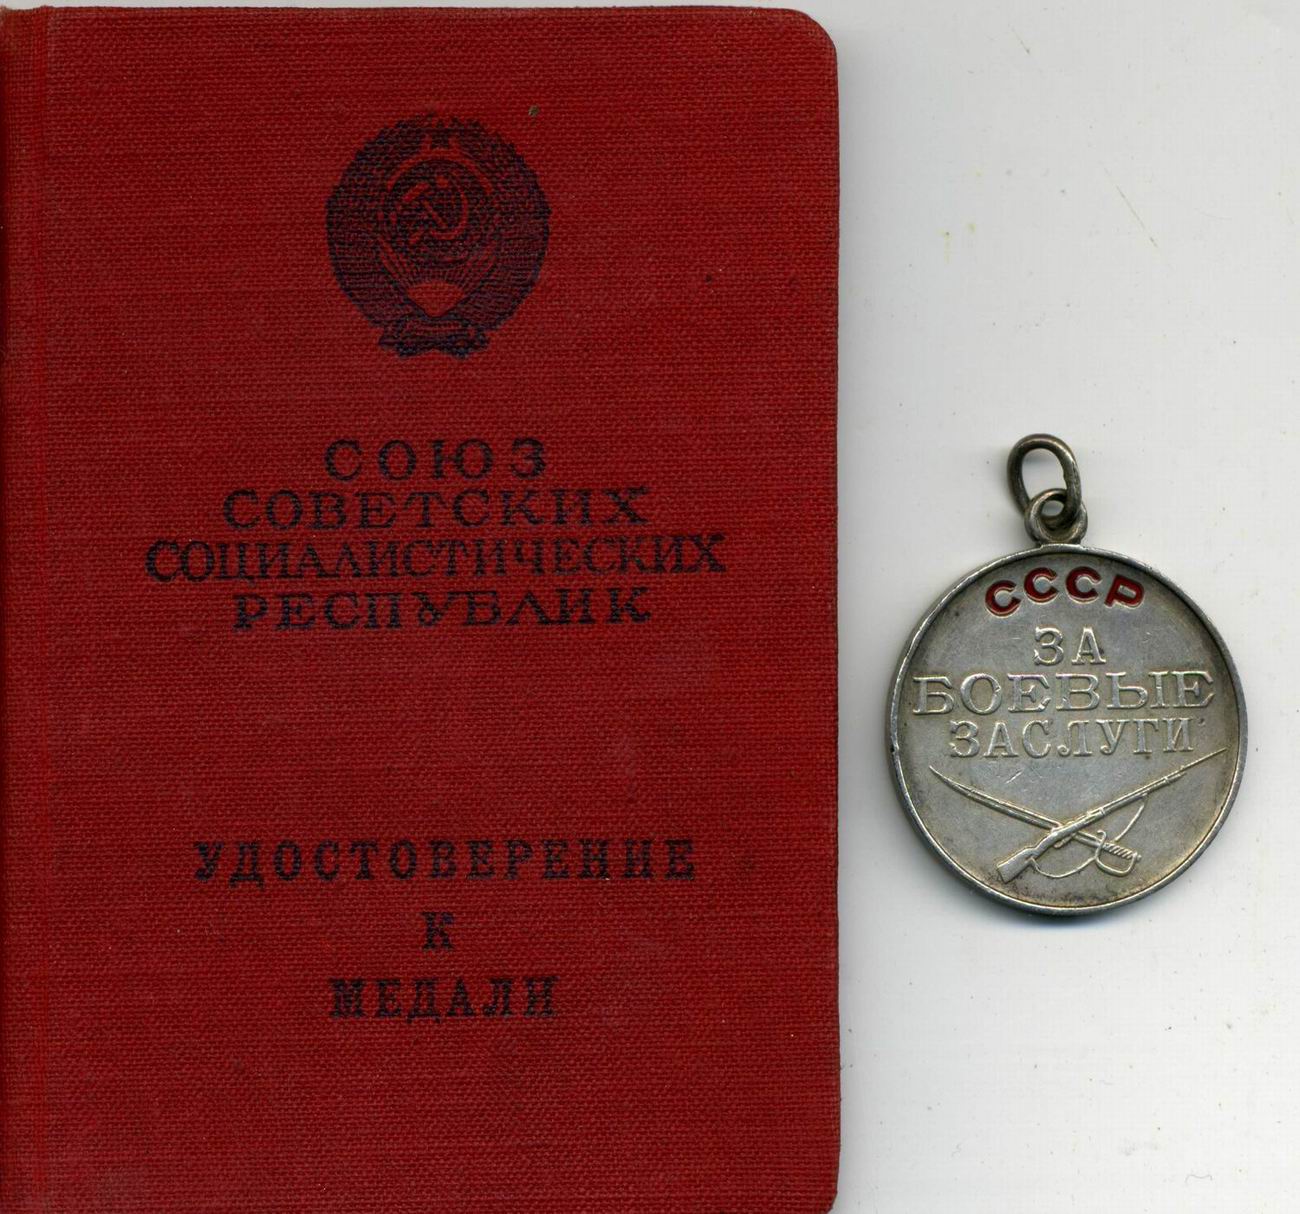 СОЮЗ
СОВЕТСКИХ
СОЦИАЛИСТИЧЕСКИХ
РЕСПУБЛИК
УДОСТОВЕРЕНИЕ
К
МЕДАЛИ
СССР
ЗА
БОЕВЫЕ
ЗАСЛУГИ